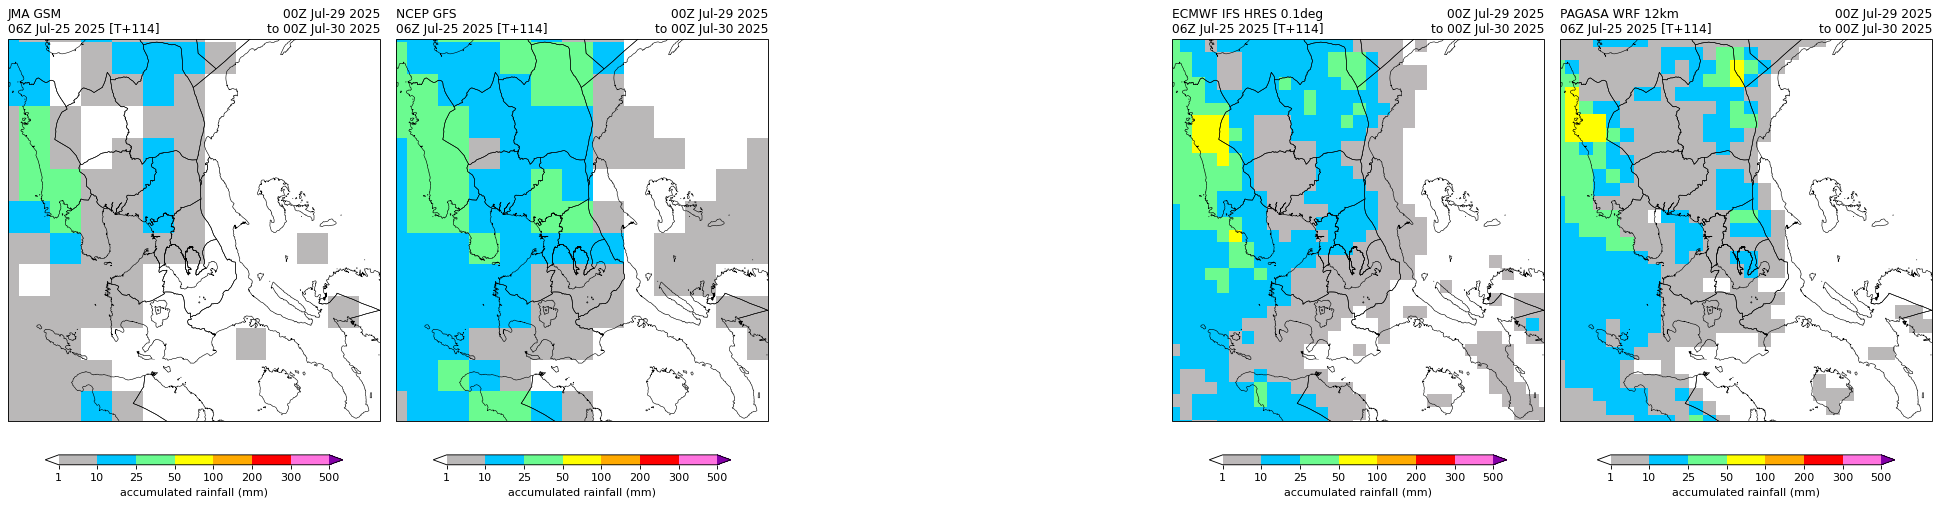 JMA GSM 00Z Jul-29 2025
06Z Jul-25 2025 [T+114] to 00Z Jul-30 2025
1 10 25 50 100 200 300 500
accumulated rainfall (mm)
NCEP GFS 00Z Jul-29 2025
06Z Jul-25 2025 [T+114] to 00Z Jul-30 2025
1 10 25 50 100 200 300 500
accumulated rainfall (mm)
ECMWF IFS HRES 0.1deg 00Z Jul-29 2025
06Z Jul-25 2025 [T+114] to 00Z Jul-30 2025
1 10 25 50 100 200 300 500
accumulated rainfall (mm)
PAGASA WRF 12km 00Z Jul-29 2025
06Z Jul-25 2025 [T+114] to 00Z Jul-30 2025
1 10 25 50 100 200 300 500
accumulated rainfall (mm)